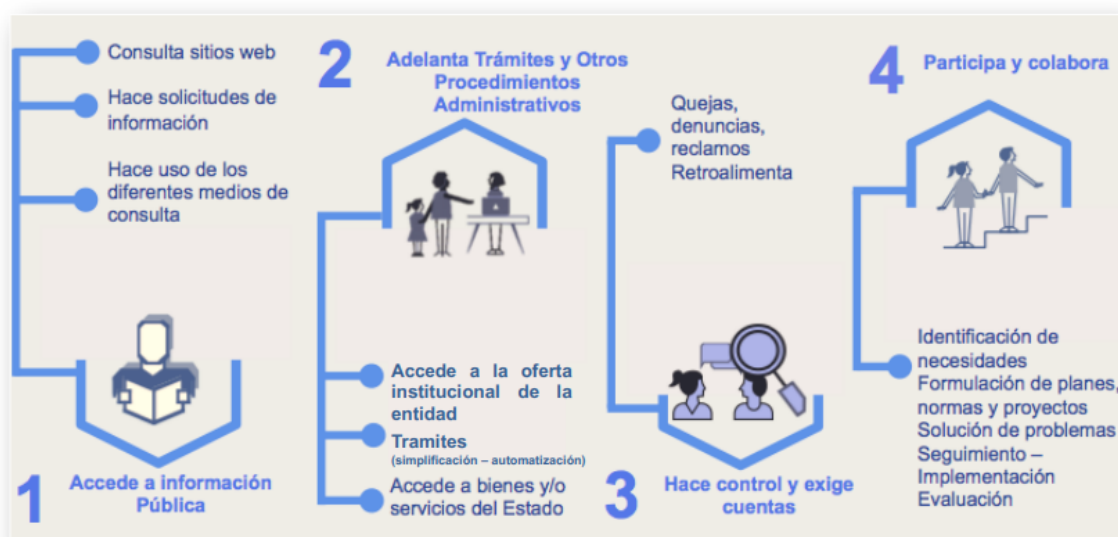 Consulta sitios web
Hace solicitudes de
información
Hace uso de los
diferentes medios de
consulta
1
Accede a información
Pública
2
Adelanta Trámites y Otros
Procedimientos
Administrativos
Accede a la oferta
institucional de la
entidad
Tramites
(simplificación – automatización)
Accede a bienes y/o
servicios del Estado
Quejas,
denuncias,
reclamos
Retroalimenta
3
Hace control y exige
cuentas
4
Participa y colabora
Identificación de
necesidades
Formulación de planes,
normas y proyectos
Solución de problemas
Seguimiento –
Implementación
Evaluación